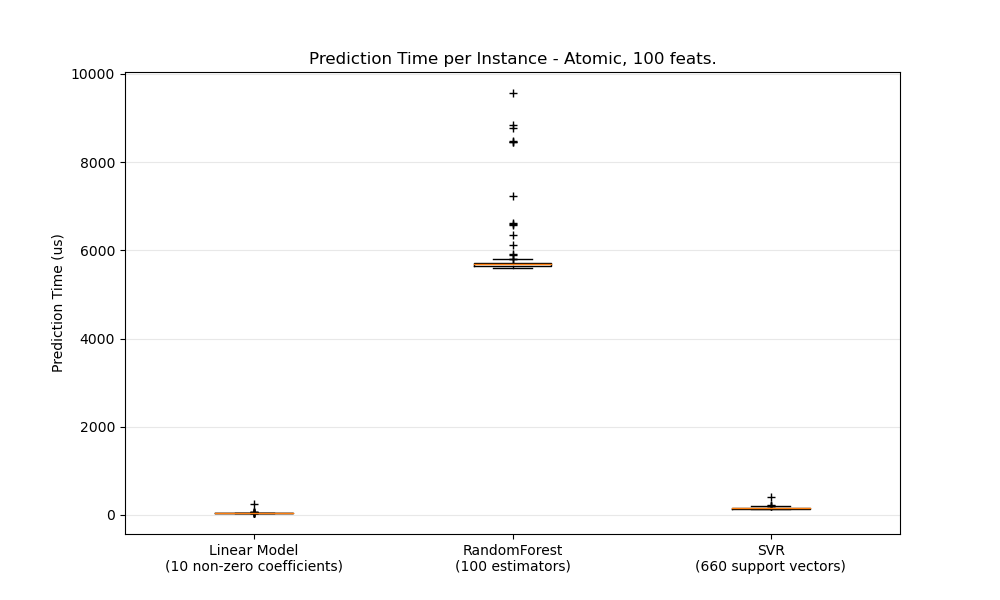 Prediction Time per Instance - Atomic, 100 feats.
Prediction Time (us)
10000
8000
6000
4000
2000
0
Linear Model
(10 non-zero coefficients)
RandomForest
(100 estimators)
SVR
(660 support vectors)